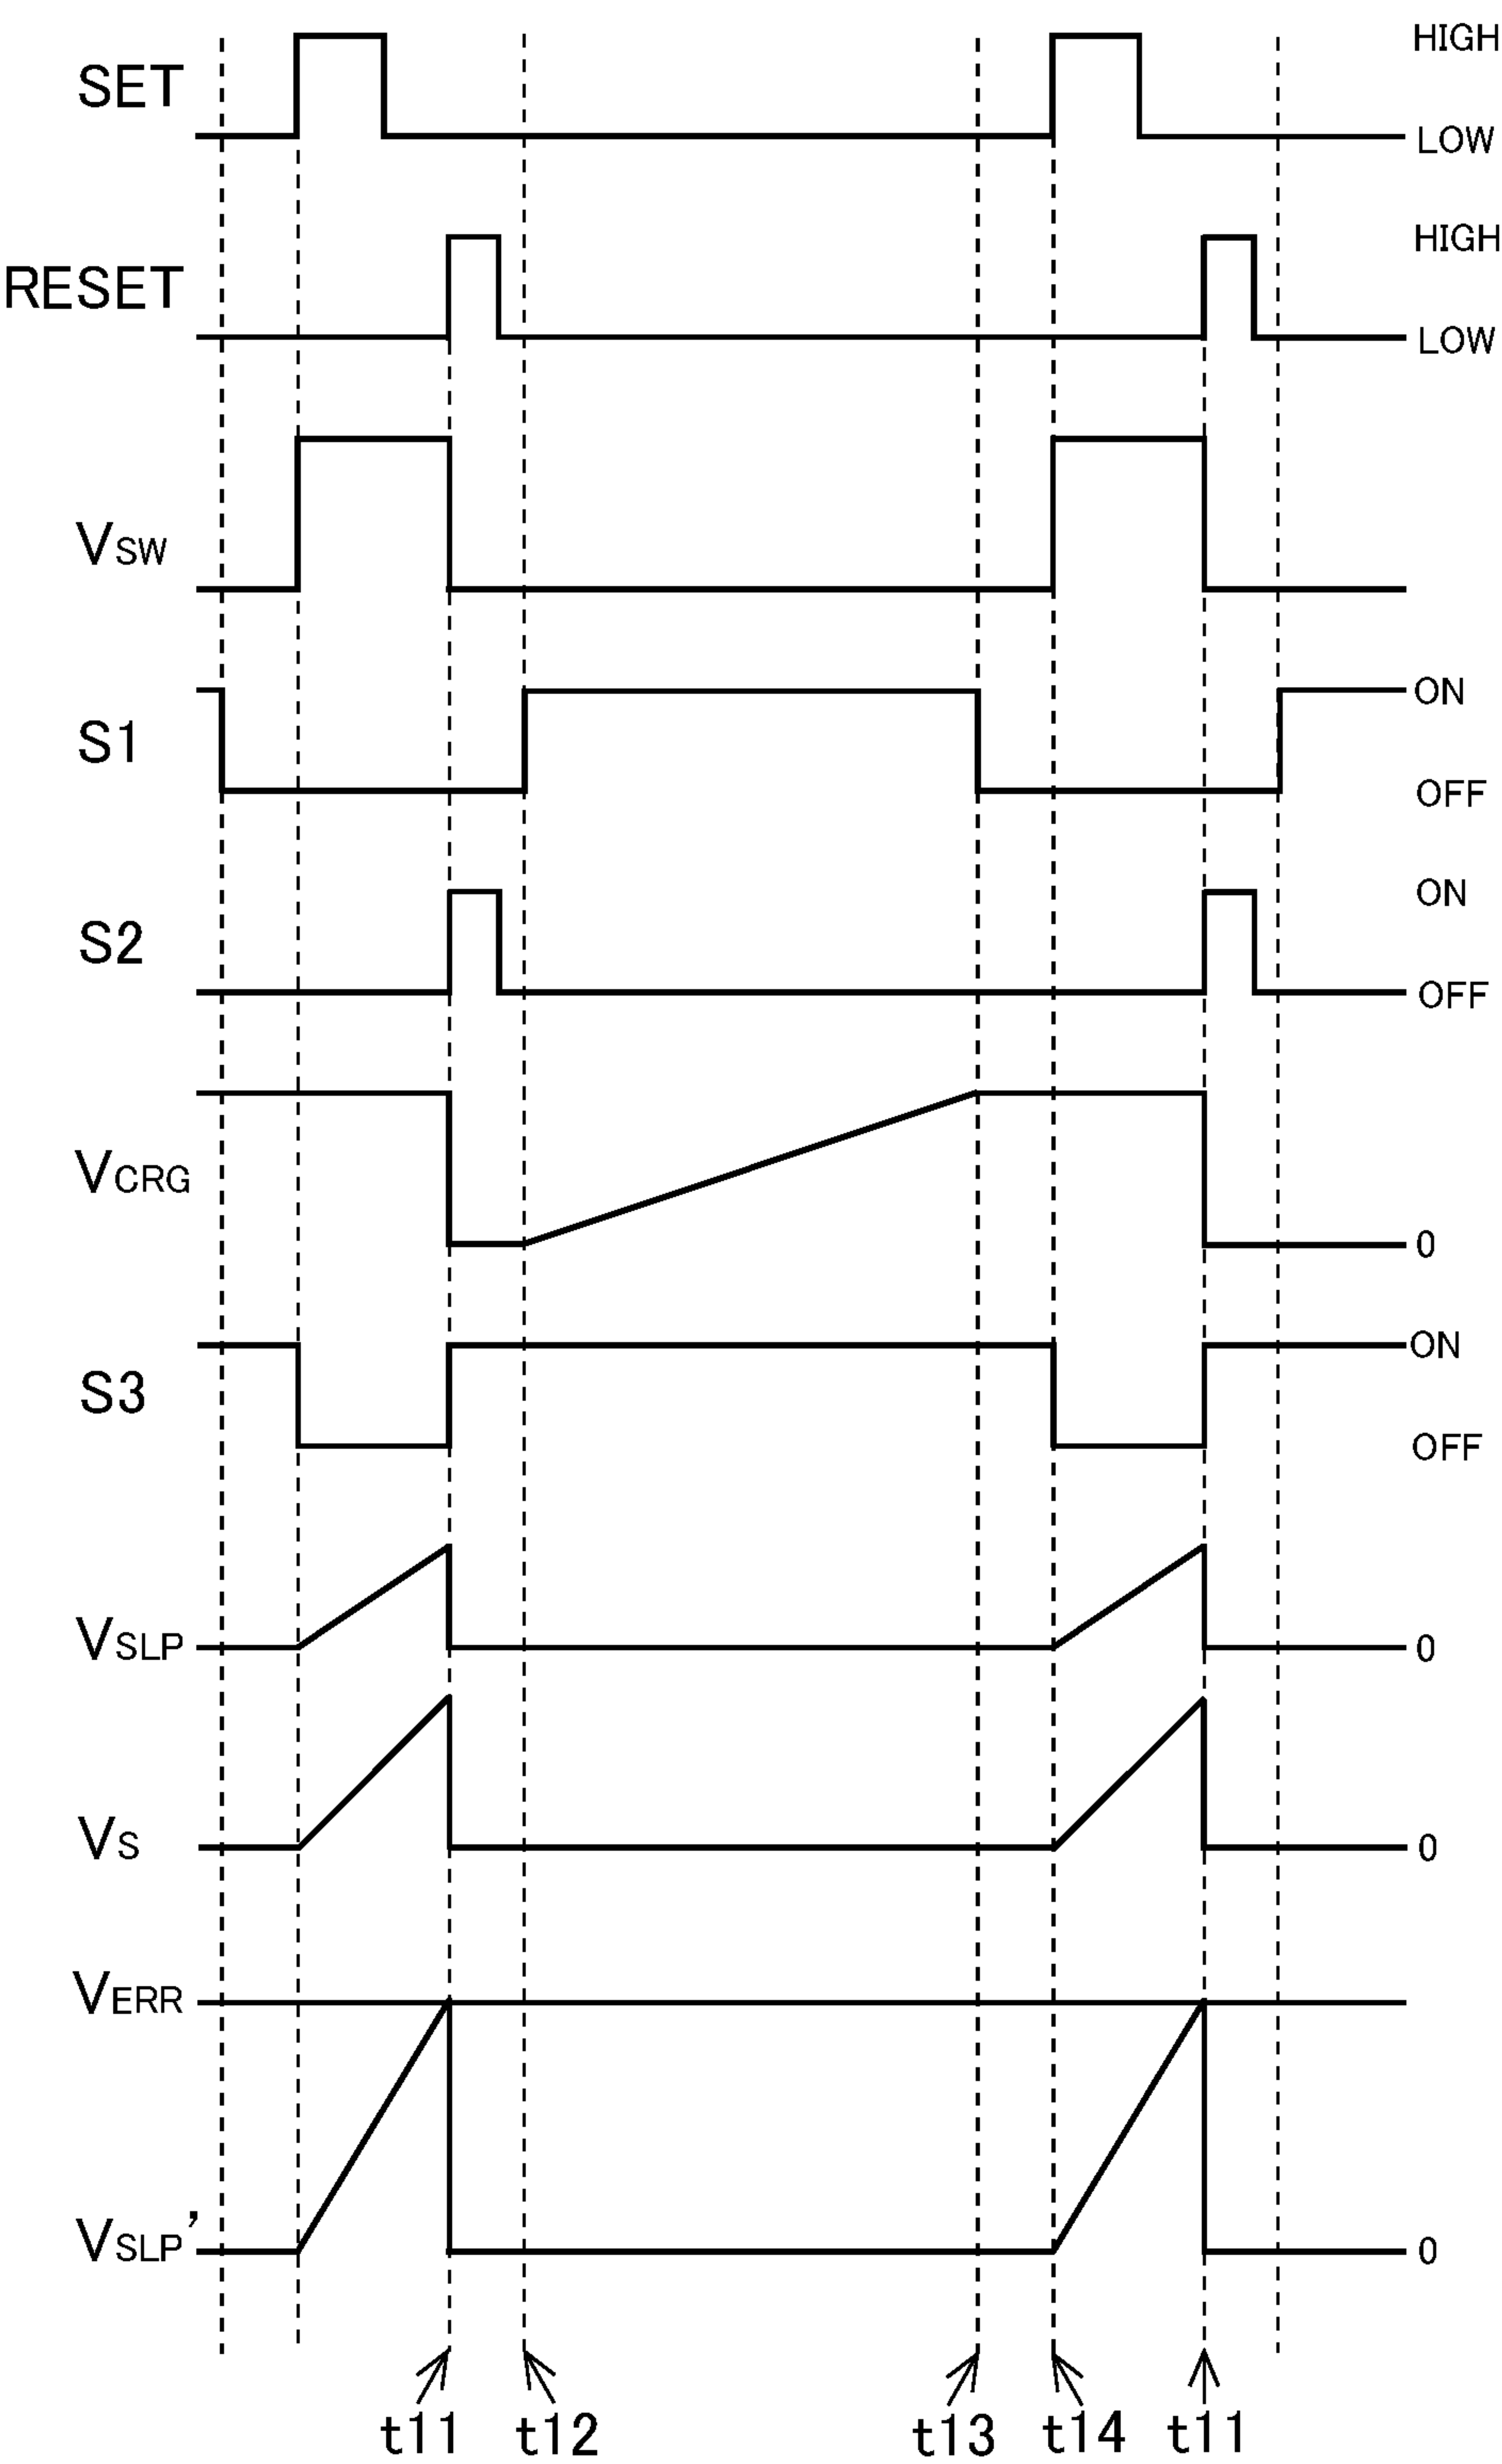 HIGH
SET
LOW
HIGH
RESET
LOW
VSW
ON
S1
OFF
ON
S2
OFF
VCRG
0
ON
S3
OFF
VSLP
0
VS
0
VERR
VSLP'
0
t11 t12 t13 t14 t11